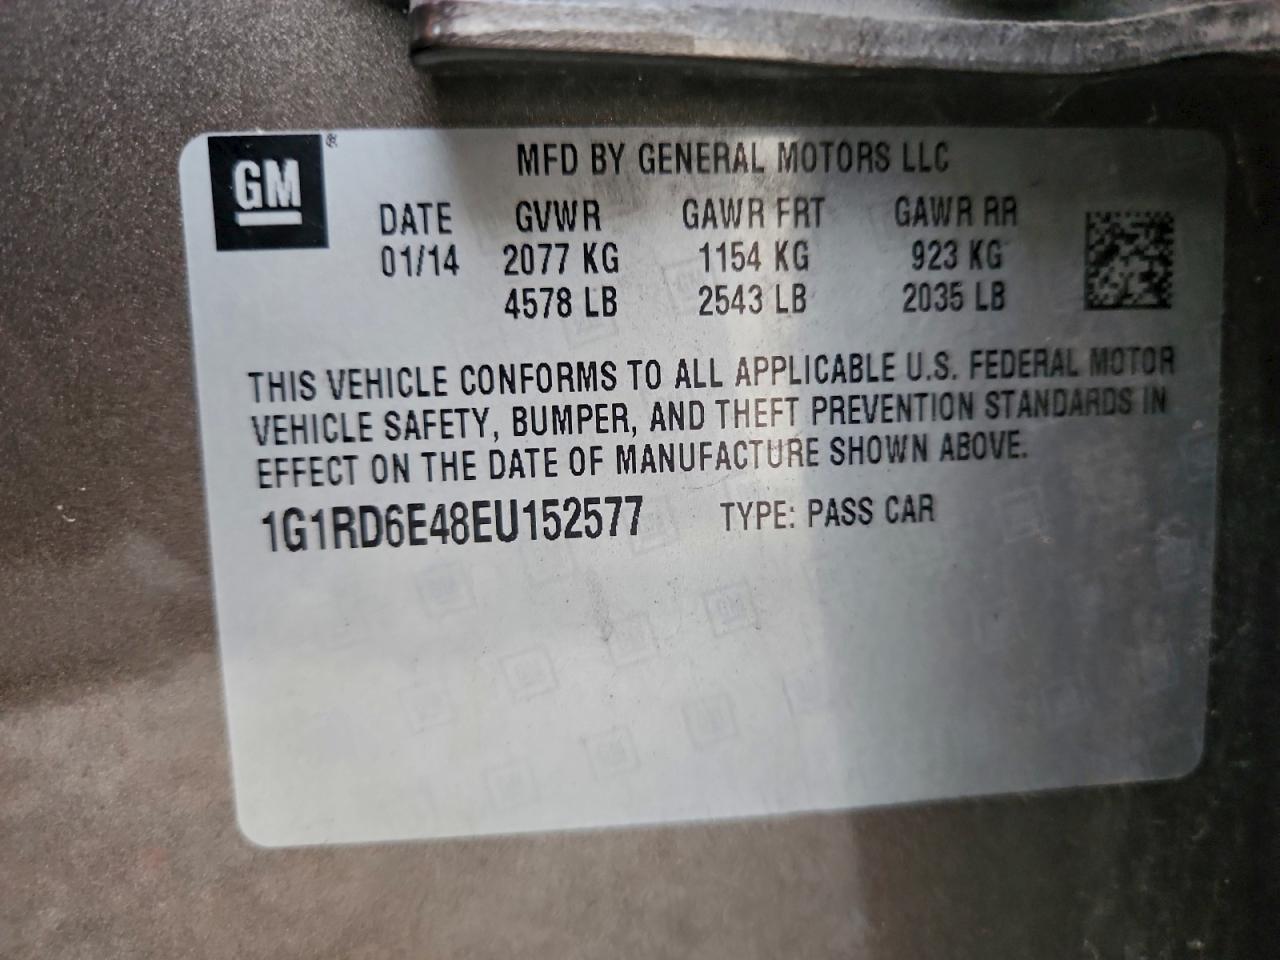 GM®
MFD BY GENERAL MOTORS LLC
DATE GVWR GAWR FRT GAWR RR
01/14 2077 KG 1154 KG 923 KG
4578 LB 2543 LB 2035 LB
THIS VEHICLE CONFORMS TO ALL APPLICABLE U.S. FEDERAL MOTOR
VEHICLE SAFETY, BUMPER, AND THEFT PREVENTION STANDARDS IN
EFFECT ON THE DATE OF MANUFACTURE SHOWN ABOVE.
1G1RD6E48EU152577 TYPE: PASS CAR